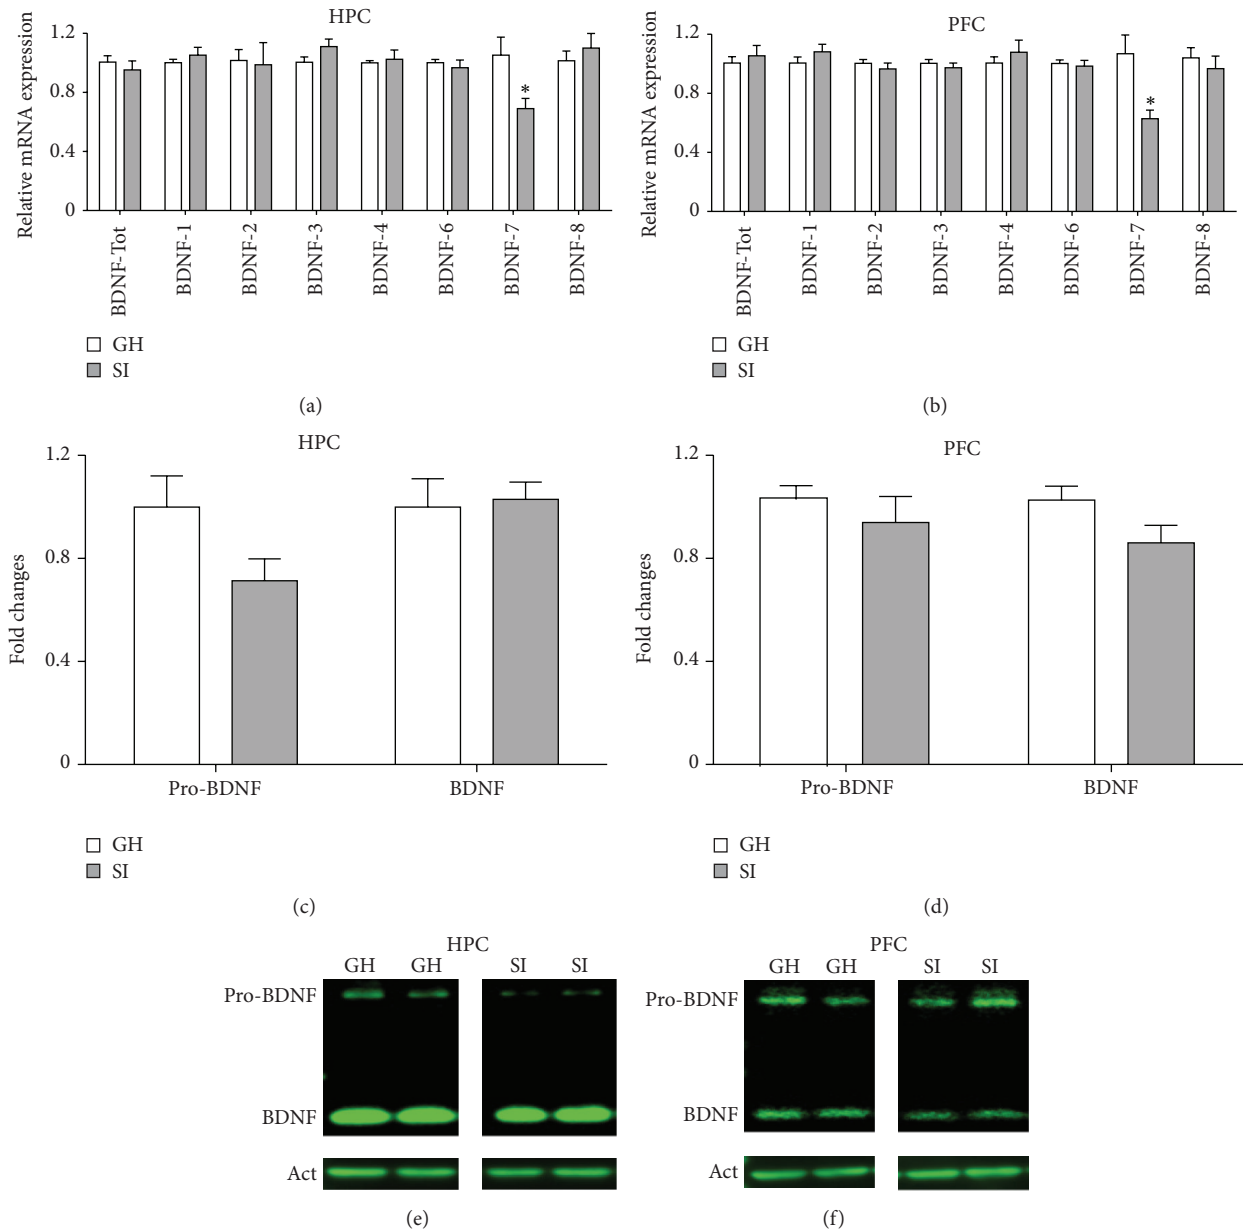 HPC
Relative mRNA expression
1.2
0.8
0.4
0
*
BDNF-Tot
BDNF-1
BDNF-2
BDNF-3
BDNF-4
BDNF-6
BDNF-7
BDNF-8
GH
SI
(a)
PFC
Relative mRNA expression
1.2
0.8
0.4
0
*
BDNF-Tot
BDNF-1
BDNF-2
BDNF-3
BDNF-4
BDNF-6
BDNF-7
BDNF-8
GH
SI
(b)
HPC
Fold changes
1.2
0.8
0.4
0
Pro-BDNF BDNF
GH
SI
(c)
PFC
Fold changes
1.2
0.8
0.4
0
Pro-BDNF BDNF
GH
SI
(d)
HPC
GH GH SI SI
Pro-BDNF
BDNF
Act
(e)
PFC
GH GH SI SI
Pro-BDNF
BDNF
Act
(f)